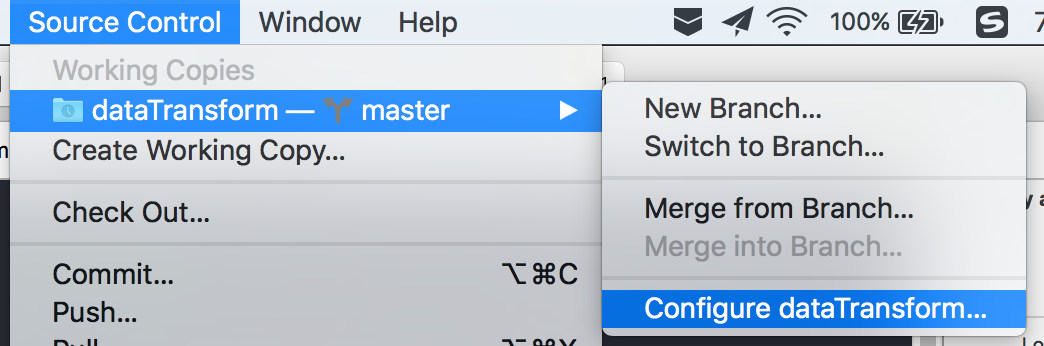 Source Control Window Help 100% S 7
Working Copies
dataTransform — master
Create Working Copy...
Check Out...
Commit... ⌥⌘C
Push...
Pull... ⌥⌘X
New Branch...
Switch to Branch...
Merge from Branch...
Merge into Branch...
Configure dataTransform...